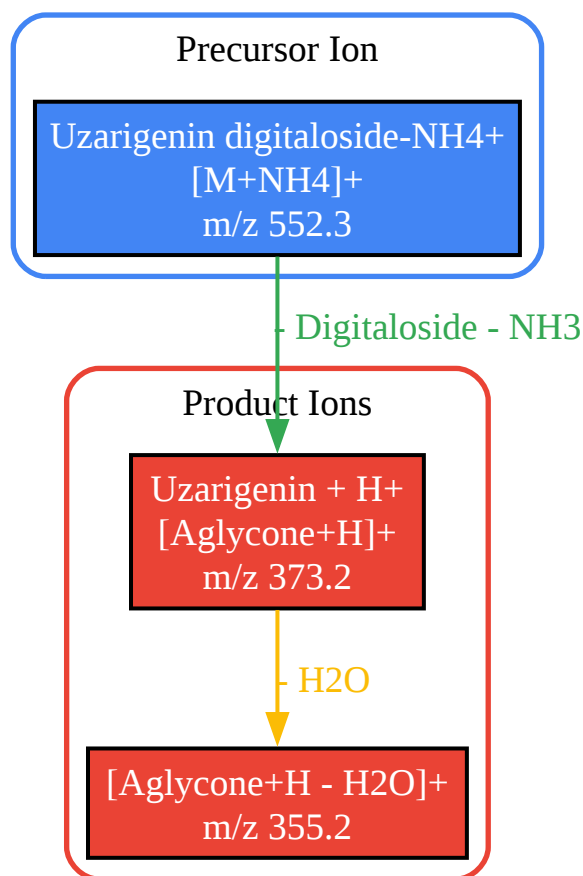 Precursor Ion
Uzarigenin digitaloside-NH4+
[M+NH4]+
m/z 552.3
- Digitaloside - NH3
Product Ions
Uzarigenin + H+
[Aglycone+H]+
m/z 373.2
- H2O
[Aglycone+H - H2O]+
m/z 355.2